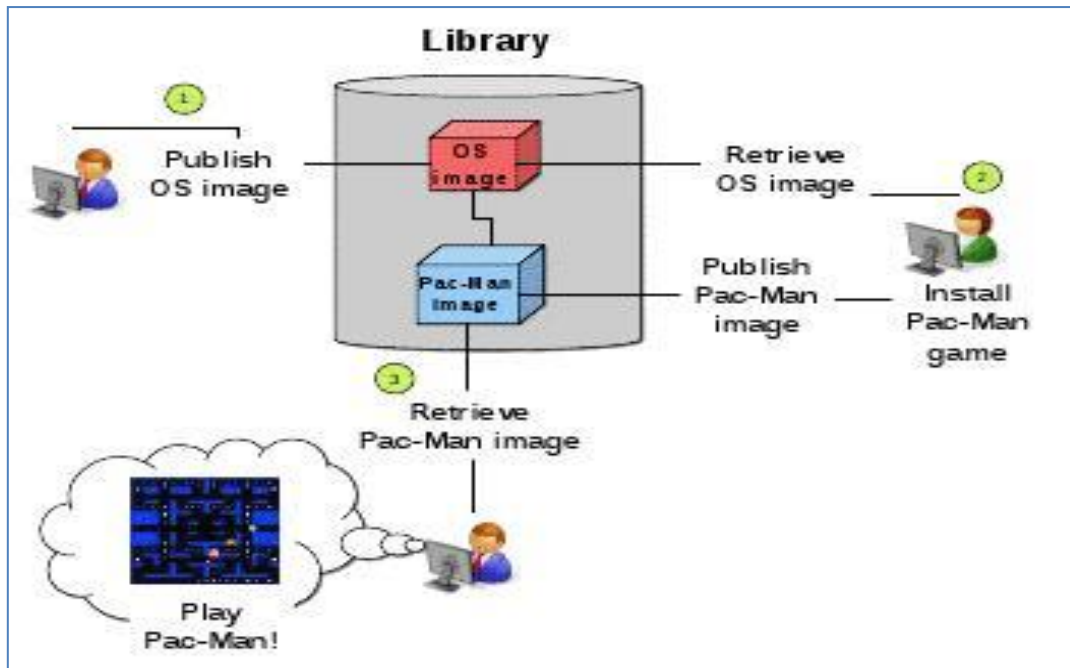 Library
1
Publish
OS image
OS
image
Retrieve
OS image
2
Pac-Man
image
Publish
Pac-Man
image
Install
Pac-Man
game
3
Retrieve
Pac-Man image
Play
Pac-Man!